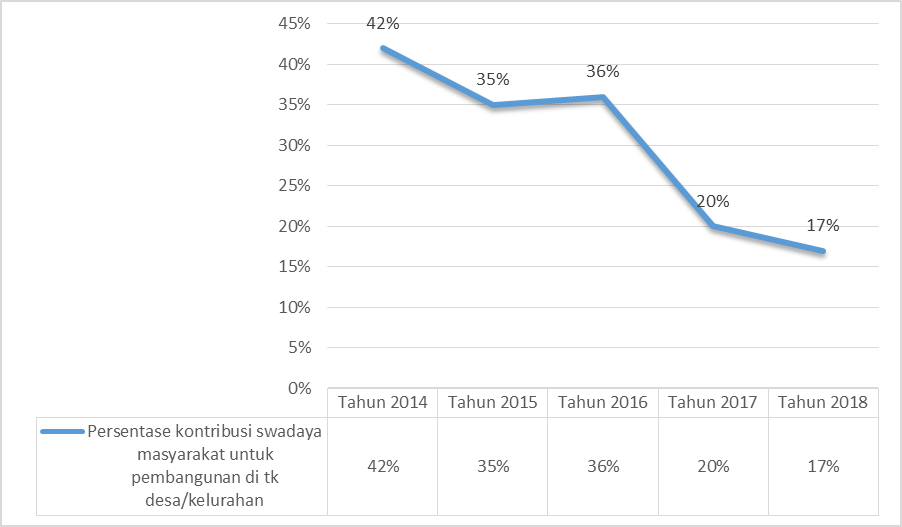 45%
40%
35%
30%
25%
20%
15%
10%
5%
0%
42%
35%
36%
20%
17%
Tahun 2014 Tahun 2015 Tahun 2016 Tahun 2017 Tahun 2018
Persentase kontribusi swadaya
masyarakat untuk
pembangunan di tk
desa/kelurahan
42% 35% 36% 20% 17%